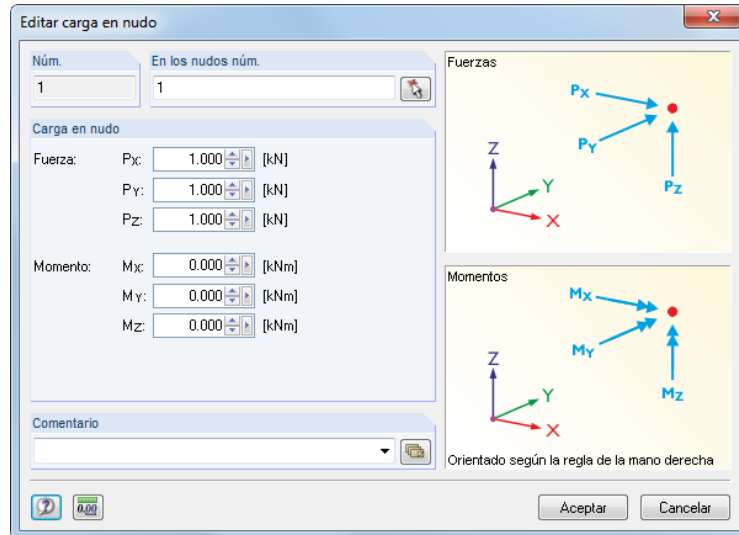 Editar carga en nudo
Núm.
1
En los nudos núm.
1
Carga en nudo
Fuerza: PX: 1.000 [kN]
PY: 1.000 [kN]
PZ: 1.000 [kN]
Momento: MX: 0.000 [kNm]
MY: 0.000 [kNm]
MZ: 0.000 [kNm]
Comentario
Fuerzas
PX
PY
PZ
Z
Y
X
Momentos
MX
MY
MZ
Z
Y
X
Orientado según la regla de la mano derecha
0.00
Aceptar
Cancelar